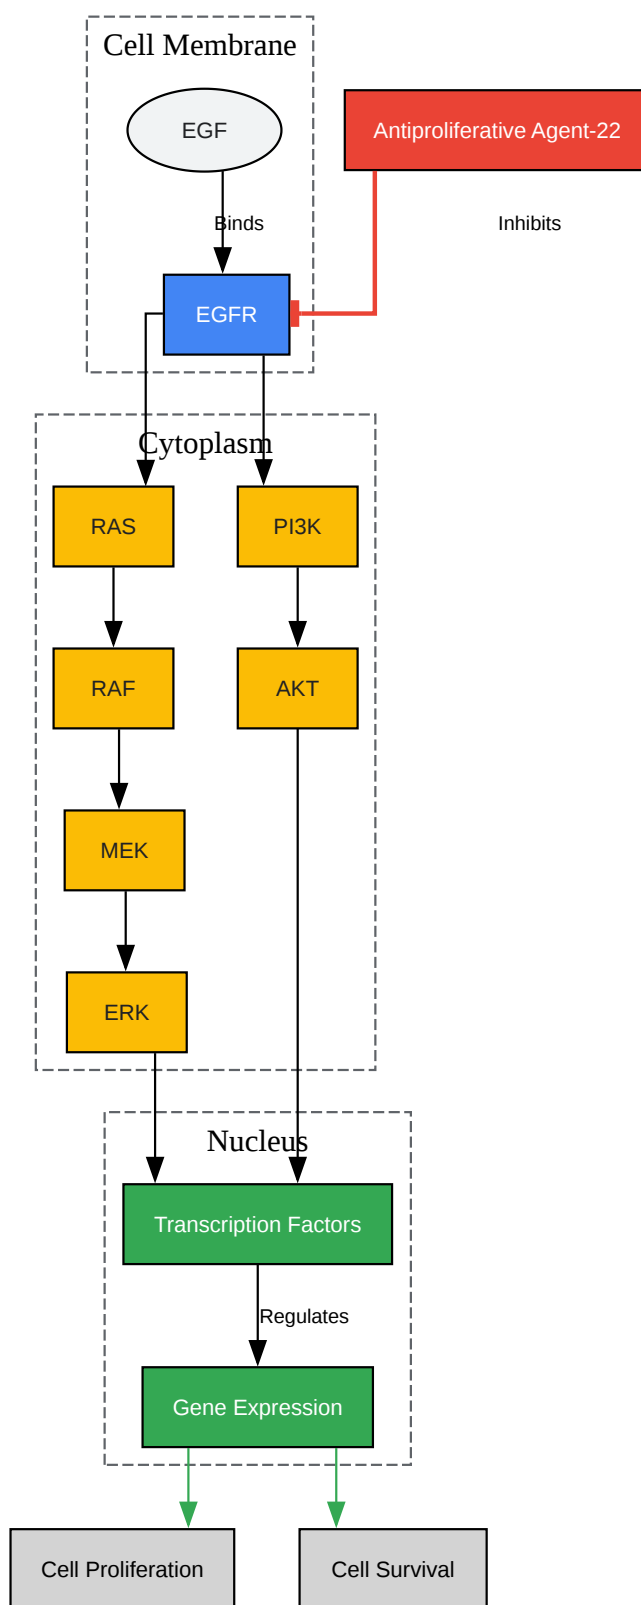 Cell Membrane
EGF
Antiproliferative Agent-22
Binds
Inhibits
EGFR
Cytoplasm
RAS
PI3K
RAF
AKT
MEK
ERK
Nucleus
Transcription Factors
Regulates
Gene Expression
Cell Proliferation
Cell Survival